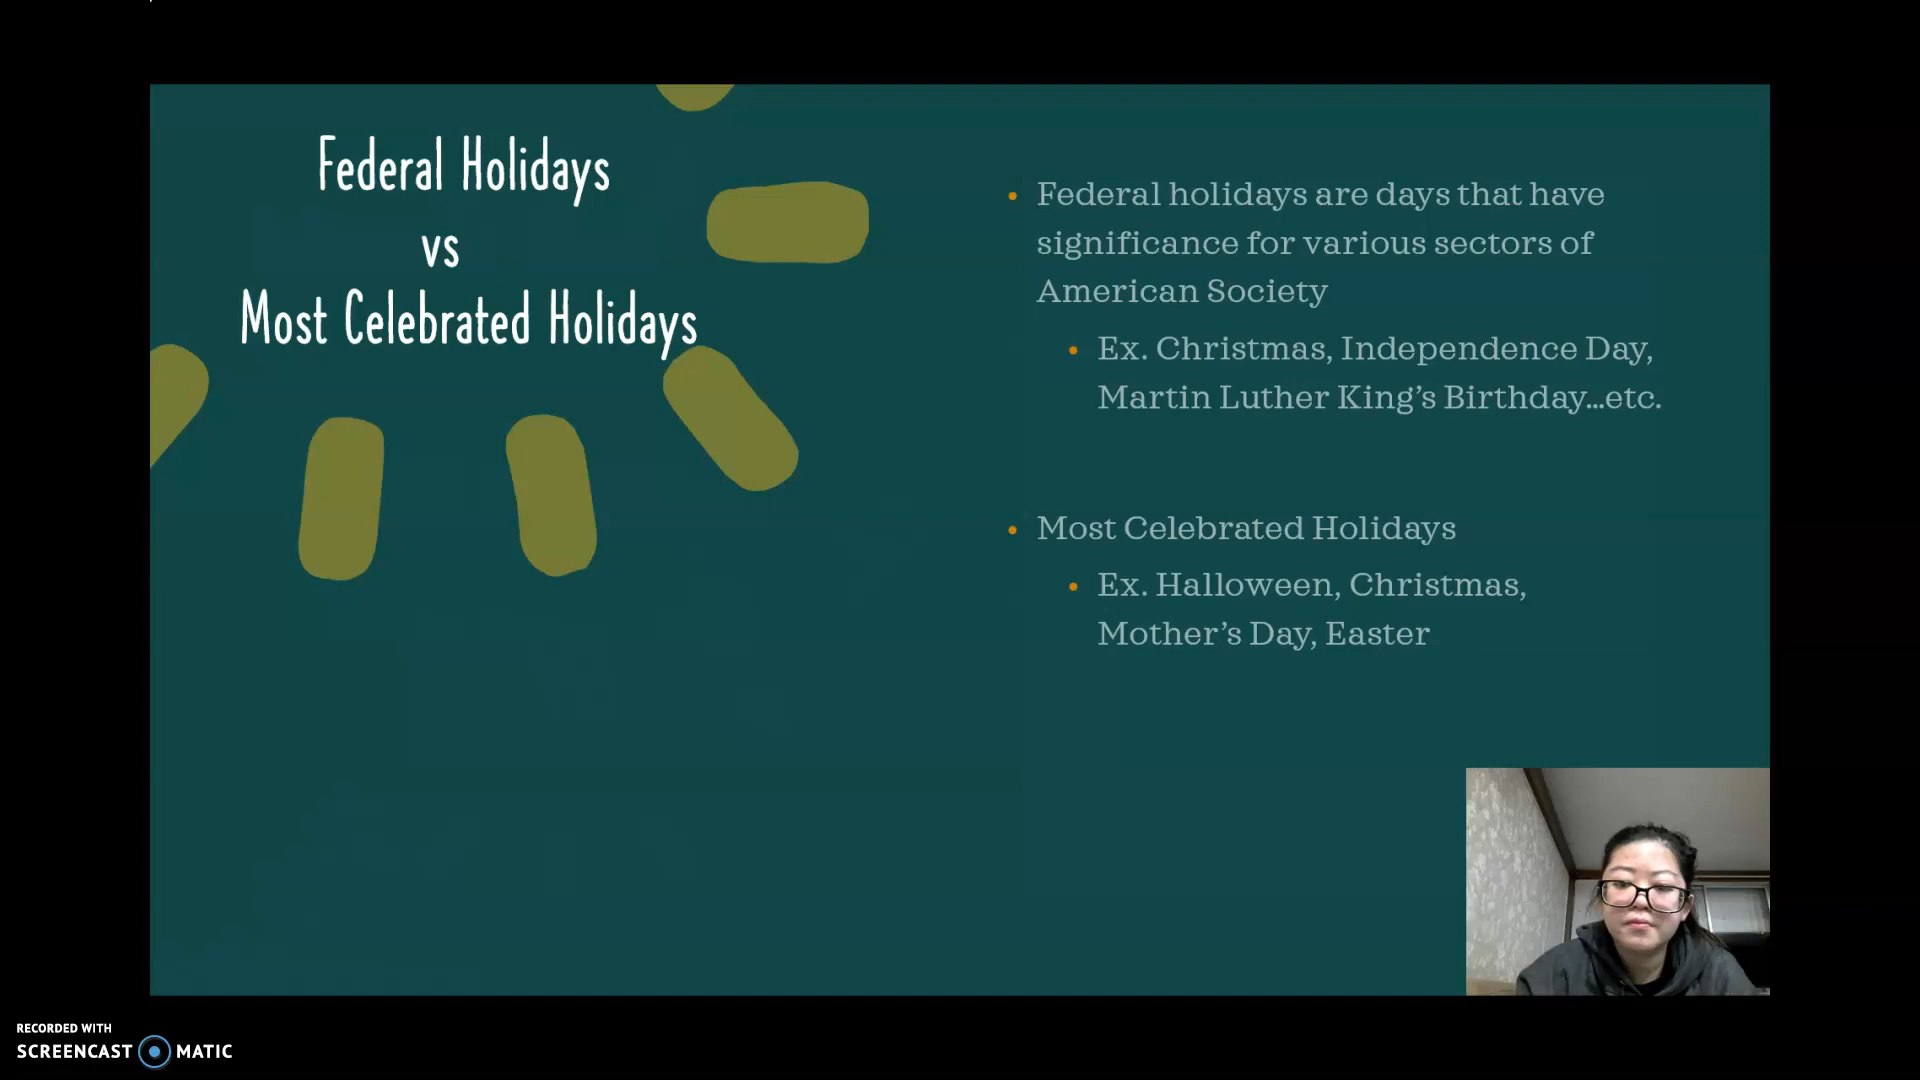 Federal Holidays
vs
Most Celebrated Holidays
• Federal holidays are days that have
significance for various sectors of
American Society
• Ex. Christmas, Independence Day,
Martin Luther King’s Birthday...etc.
• Most Celebrated Holidays
• Ex. Halloween, Christmas,
Mother’s Day, Easter
RECORDED WITH
SCREENCAST MATIC